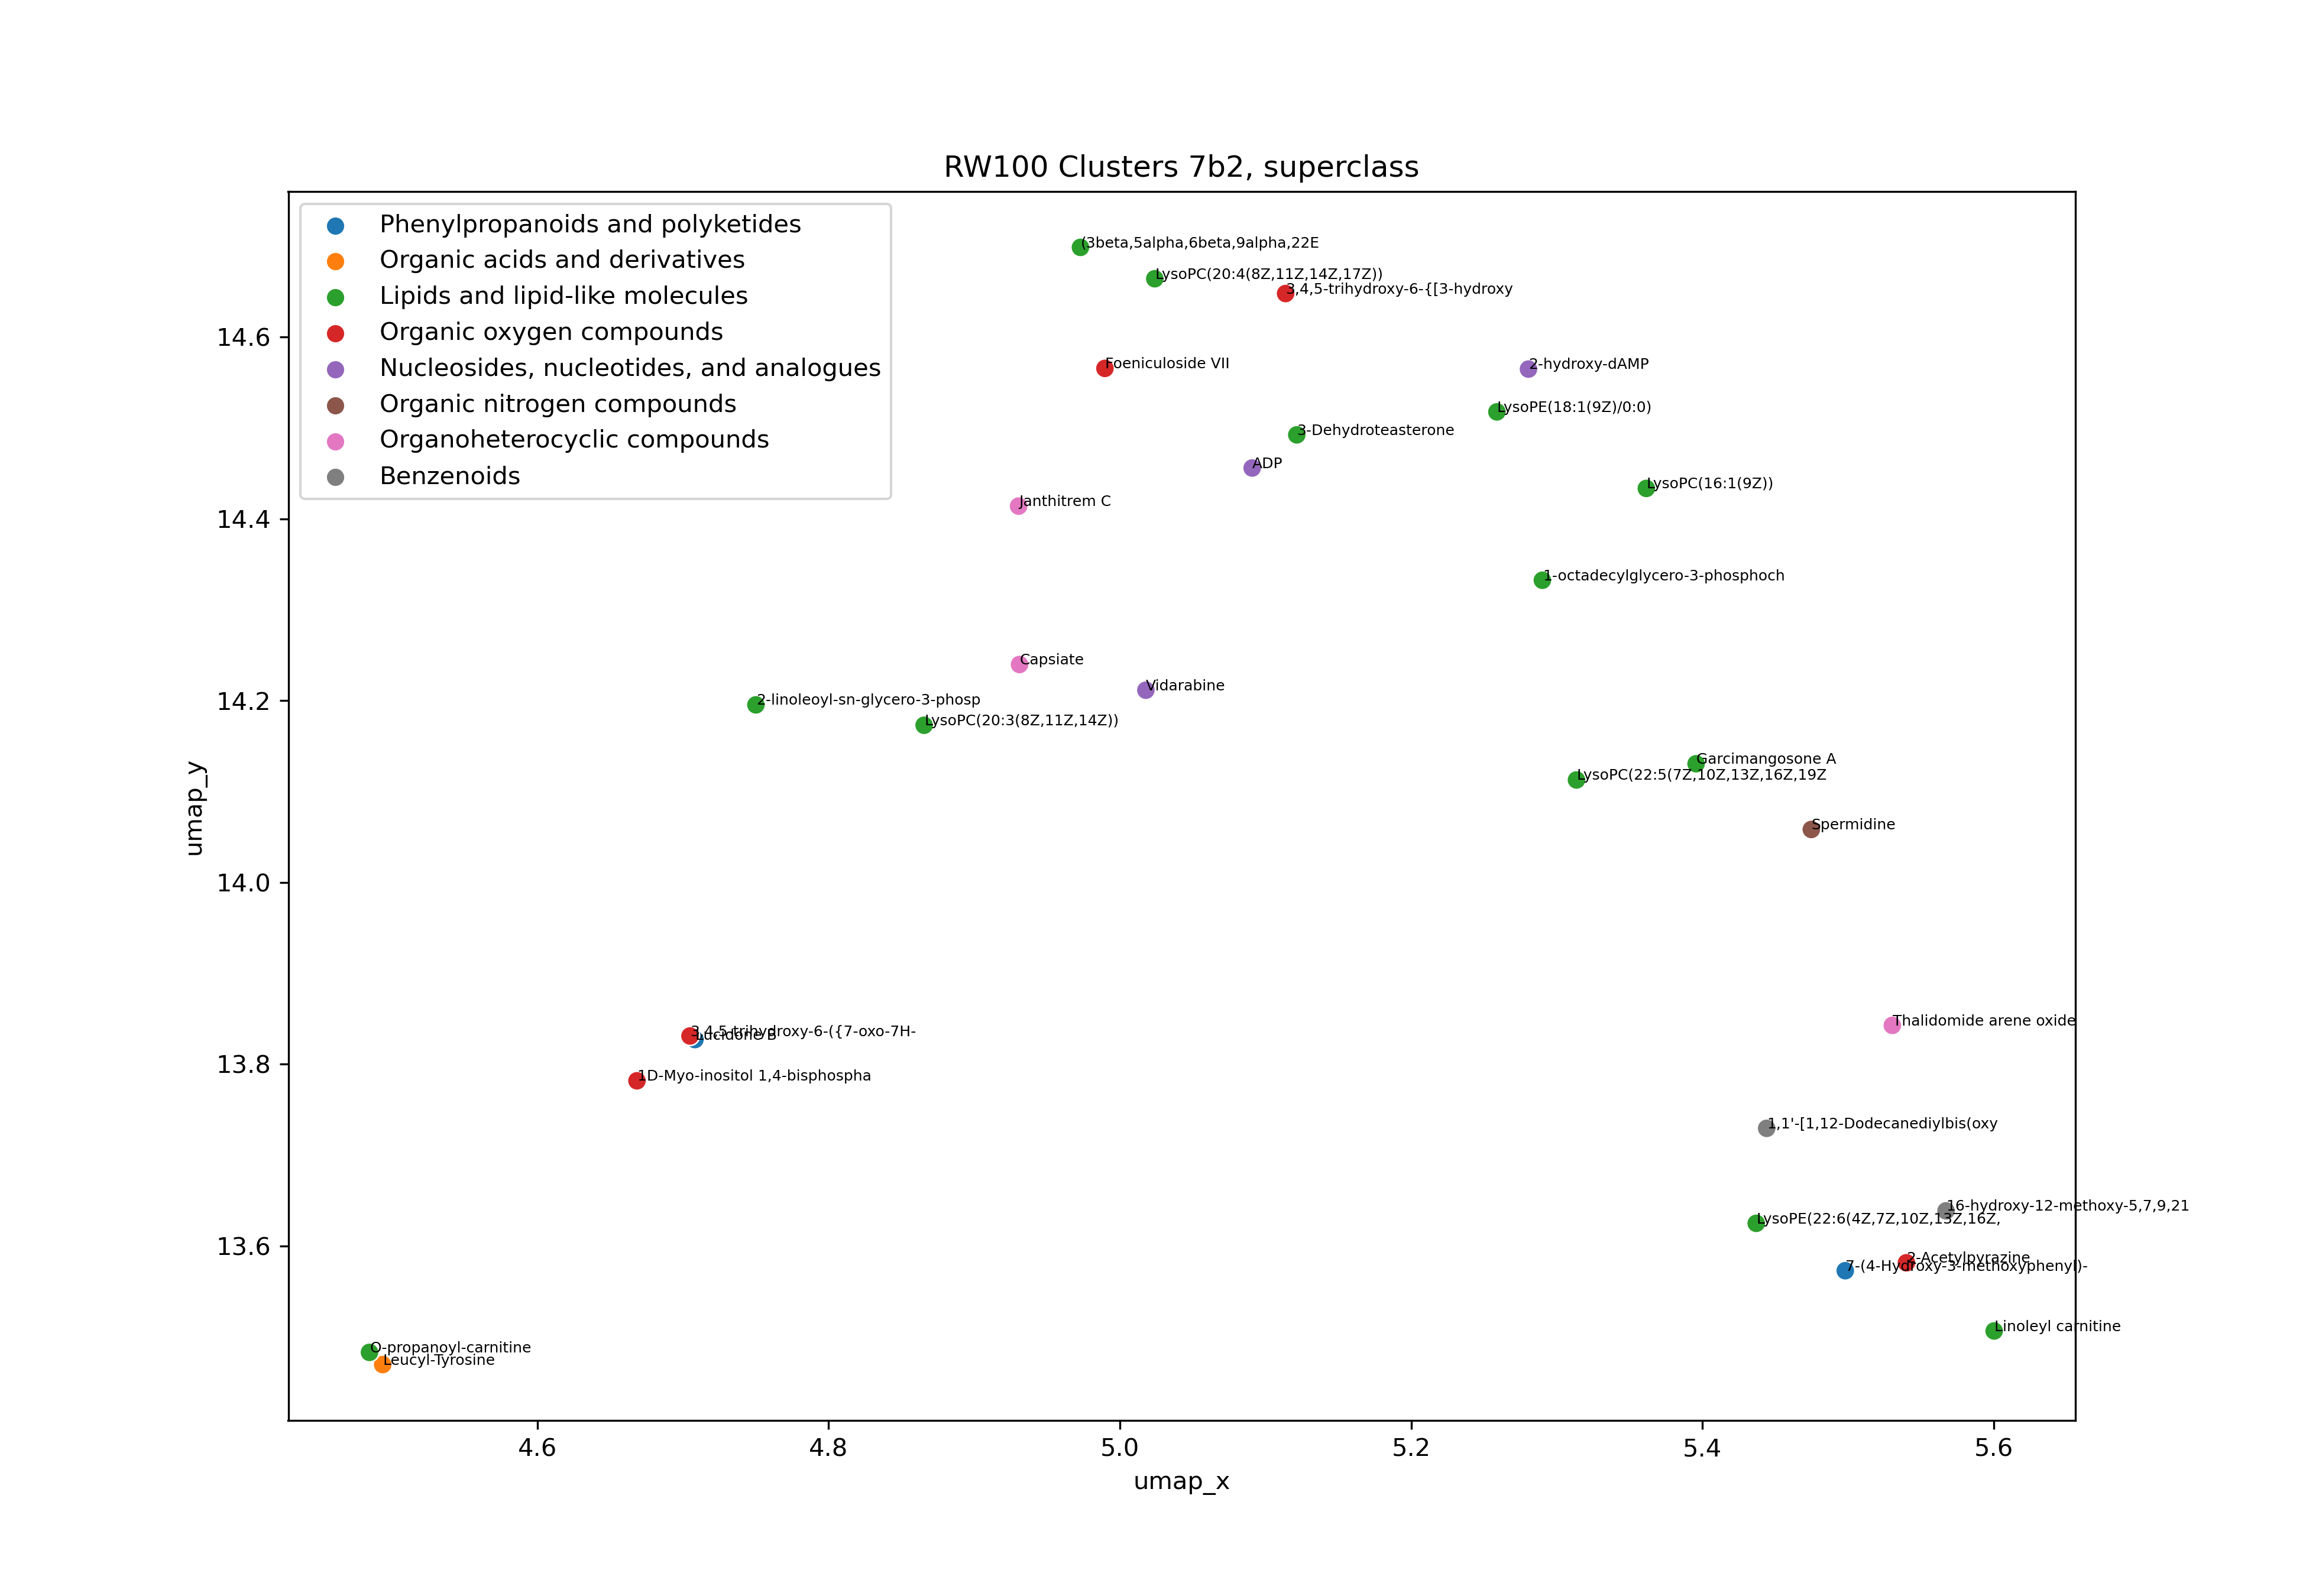 RW100 Clusters 7b2, superclass
Phenylpropanoids and polyketides
Organic acids and derivatives
Lipids and lipid-like molecules
Organic oxygen compounds
Nucleosides, nucleotides, and analogues
Organic nitrogen compounds
Organoheterocyclic compounds
Benzenoids
(3beta,5alpha,6beta,9alpha,22E
LysoPC(20:4(8Z,11Z,14Z,17Z))
3,4,5-trihydroxy-6-{[3-hydroxy
Foeniculoside VII
2-hydroxy-dAMP
LysoPE(18:1(9Z)/0:0)
3-Dehydroteasterone
ADP
LysoPC(16:1(9Z))
Janthitrem C
1-octadecylglycero-3-phosphoch
Capsiate
Vidarabine
2-linoleoyl-sn-glycero-3-phosp
LysoPC(20:3(8Z,11Z,14Z))
Garcimangosone A
LysoPC(22:5(7Z,10Z,13Z,16Z,19Z
Spermidine
3,4,5-trihydroxy-6-({7-oxo-7H-
Lucidone B
Thalidomide arene oxide
1D-Myo-inositol 1,4-bisphospha
1,1'-[1,12-Dodecanediylbis(oxy
16-hydroxy-12-methoxy-5,7,9,21
LysoPE(22:6(4Z,7Z,10Z,13Z,16Z,
2-Acetylpyrazine
7-(4-Hydroxy-3-methoxyphenyl)-
Linoleyl carnitine
O-propanoyl-carnitine
Leucyl-Tyrosine
14.6
14.4
14.2
14.0
13.8
13.6
umap_y
4.6 4.8 5.0 5.2 5.4 5.6
umap_x